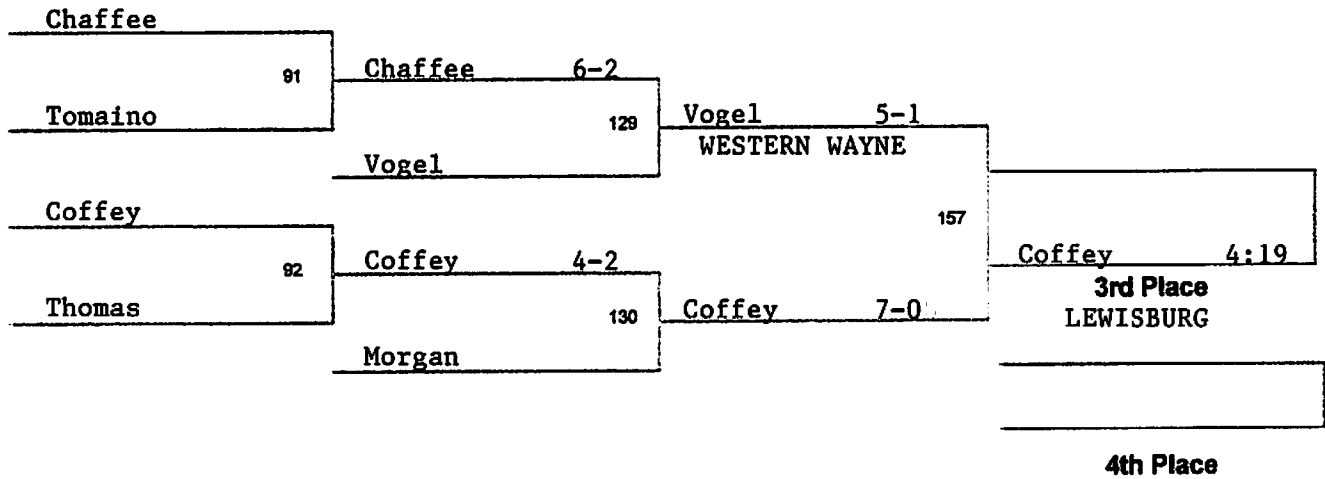 Chaffee
91
Chaffee 6-2
Tomaino
129
Vogel 5-1
WESTERN WAYNE
Vogel
Coffey
157
92
Coffey 4-2
Coffey 4:19
3rd Place
LEWISBURG
Thomas
130
Coffey 7-0
Morgan
4th Place